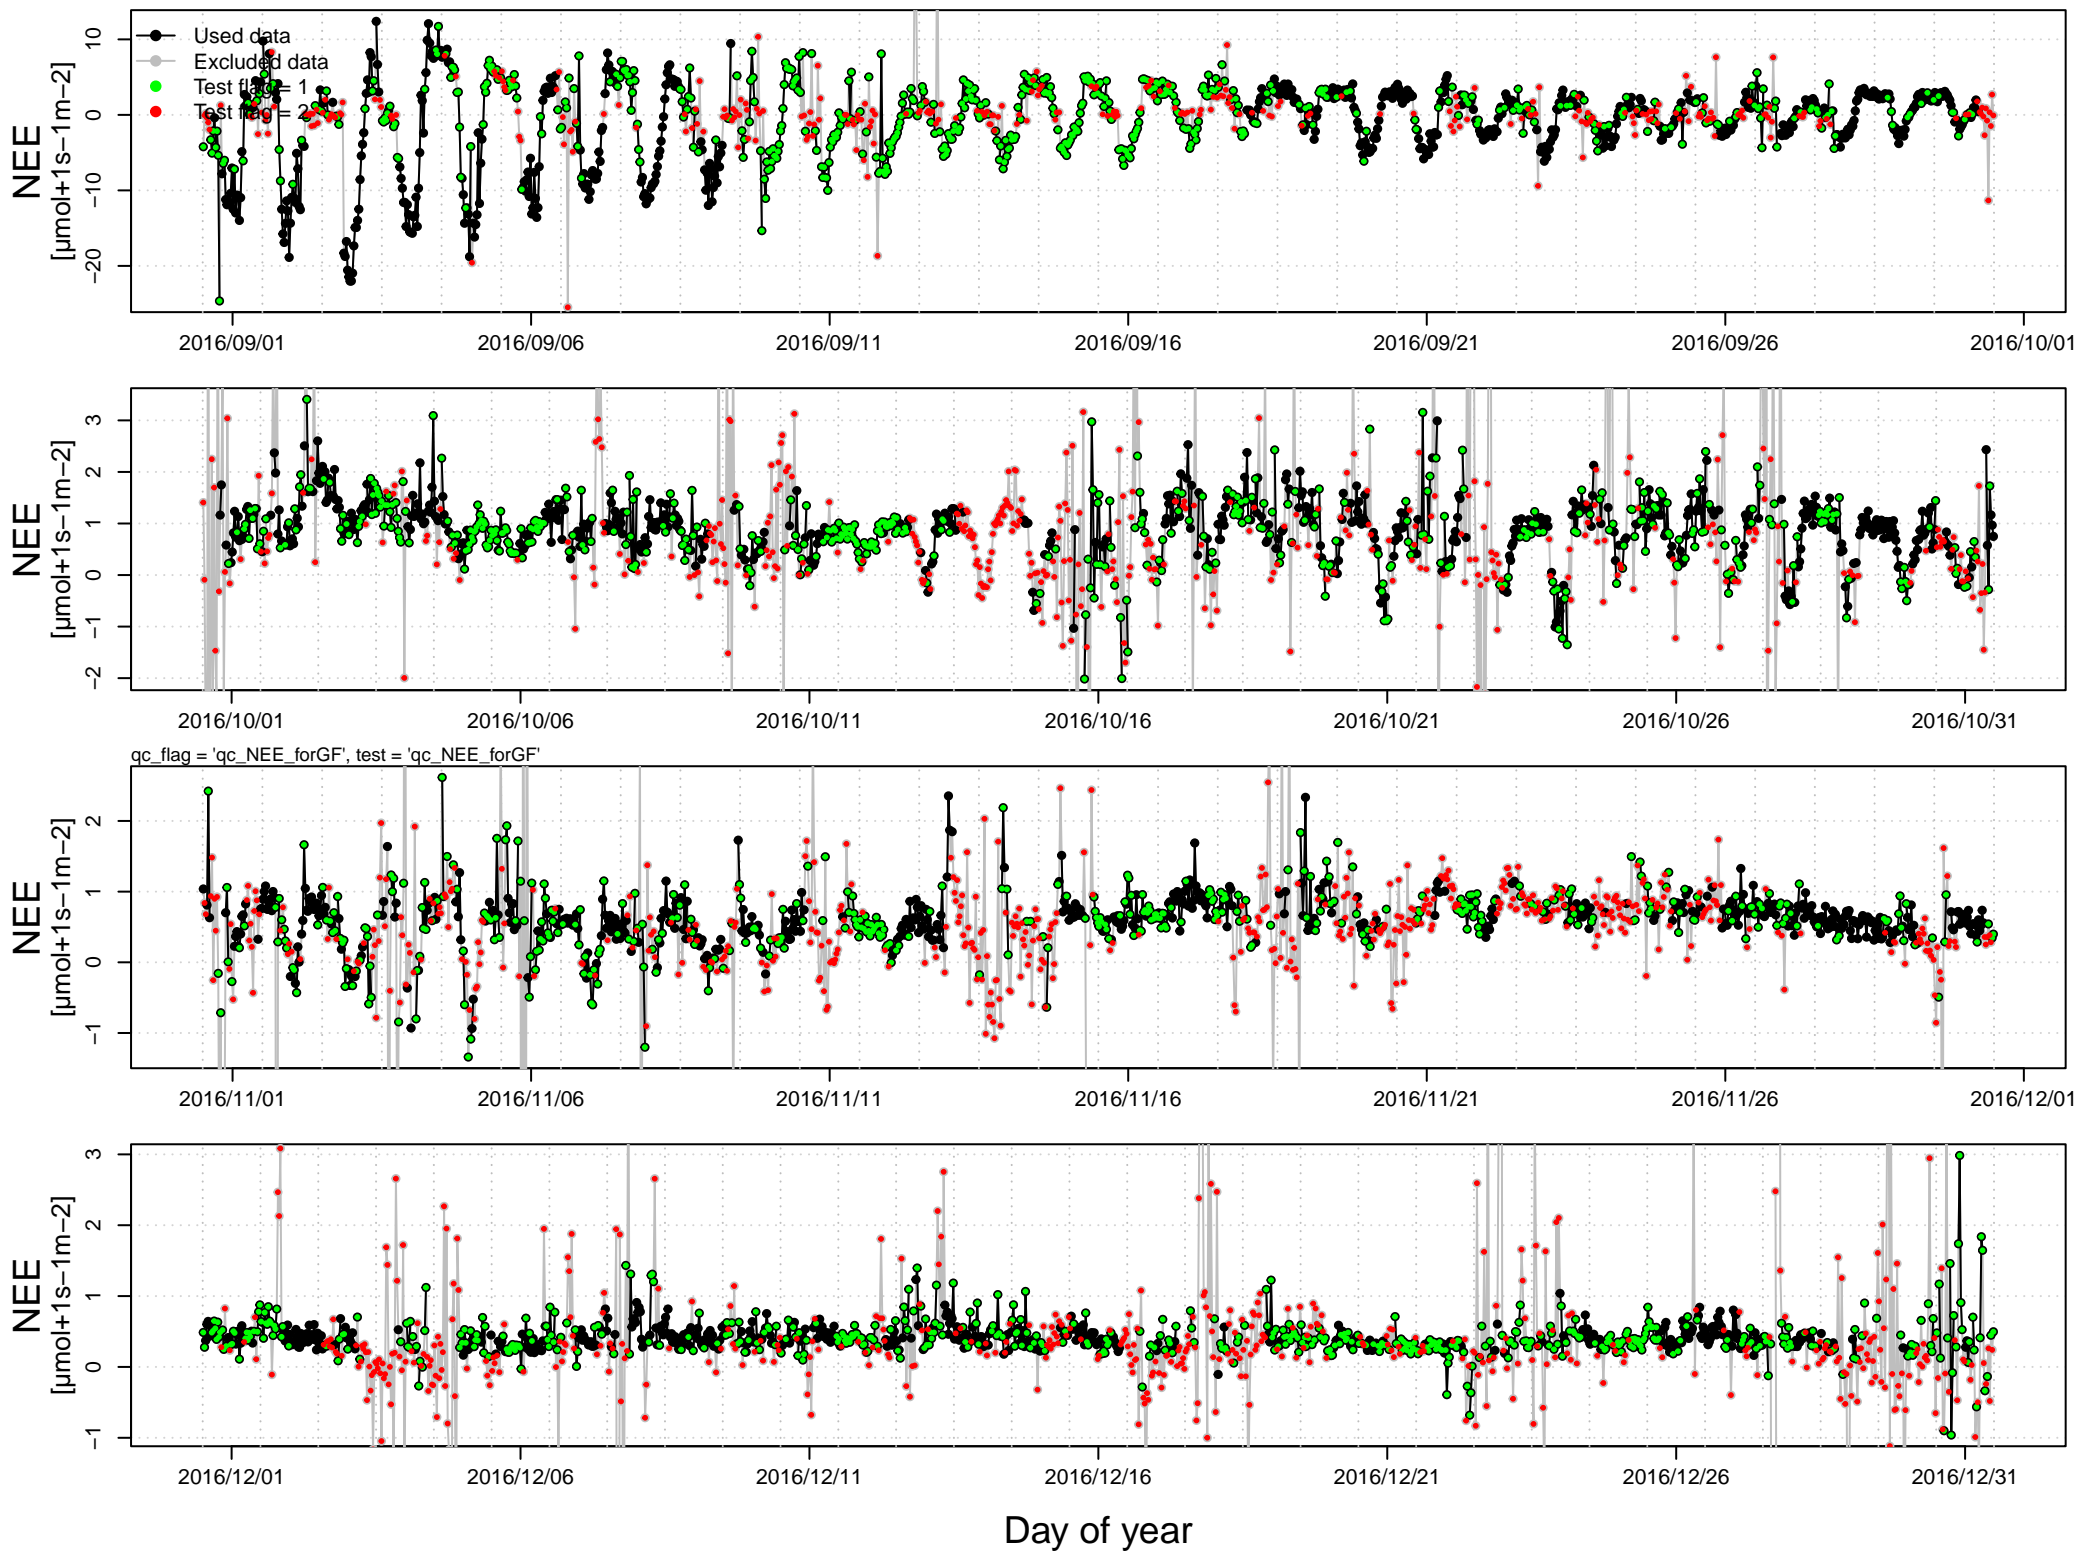 Used data
Excluded data
Test flag = 1
Test flag = 2
NEE
[µmol+1s−1m−2]
10
0
−10
−20
2016/09/01 2016/09/06 2016/09/11 2016/09/16 2016/09/21 2016/09/26 2016/10/01
NEE
[µmol+1s−1m−2]
3
2
1
0
−1
−2
2016/10/01 2016/10/06 2016/10/11 2016/10/16 2016/10/21 2016/10/26 2016/10/31
qc_flag = 'qc_NEE_forGF', test = 'qc_NEE_forGF'
NEE
[µmol+1s−1m−2]
2
1
0
−1
2016/11/01 2016/11/06 2016/11/11 2016/11/16 2016/11/21 2016/11/26 2016/12/01
NEE
[µmol+1s−1m−2]
3
2
1
0
−1
2016/12/01 2016/12/06 2016/12/11 2016/12/16 2016/12/21 2016/12/26 2016/12/31
Day of year